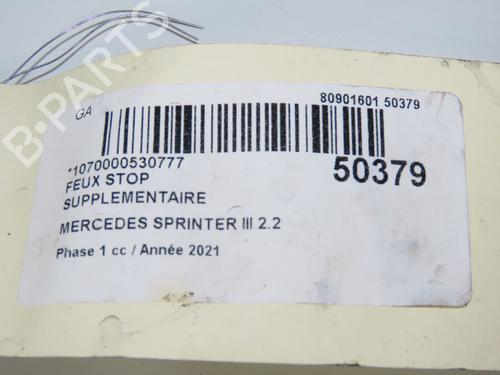 80901601 50379
GA
*1070000530777
50379
FEUX STOP
SUPPLEMENTAIRE
MERCEDES SPRINTER III 2.2
Phase 1 cc / Année 2021
B-PARTS